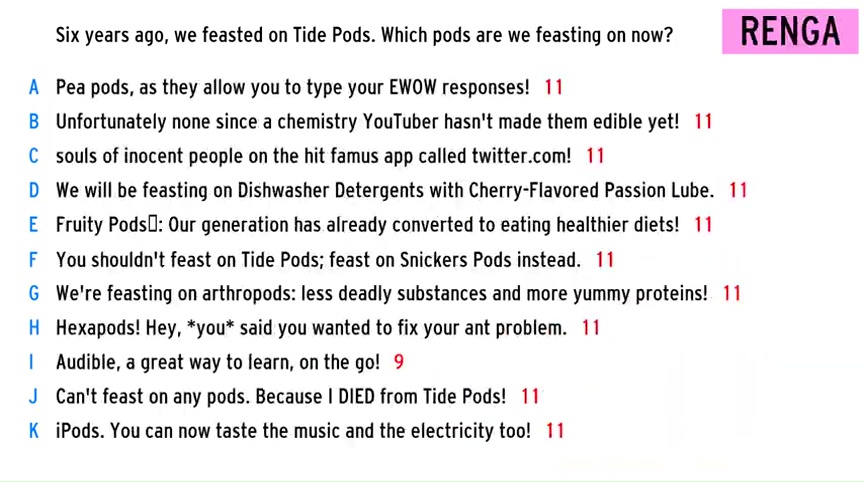 Six years ago, we feasted on Tide Pods. Which pods are we feasting on now?
RENGA
A Pea pods, as they allow you to type your EWOW responses! 11
B Unfortunately none since a chemistry YouTuber hasn't made them edible yet! 11
C souls of inocent people on the hit famus app called twitter.com! 11
D We will be feasting on Dishwasher Detergents with Cherry-Flavored Passion Lube. 11
E Fruity Pods▯: Our generation has already converted to eating healthier diets! 11
F You shouldn't feast on Tide Pods; feast on Snickers Pods instead. 11
G We're feasting on arthropods: less deadly substances and more yummy proteins! 11
H Hexapods! Hey, *you* said you wanted to fix your ant problem. 11
I Audible, a great way to learn, on the go! 9
J Can't feast on any pods. Because I DIED from Tide Pods! 11
K iPods. You can now taste the music and the electricity too! 11